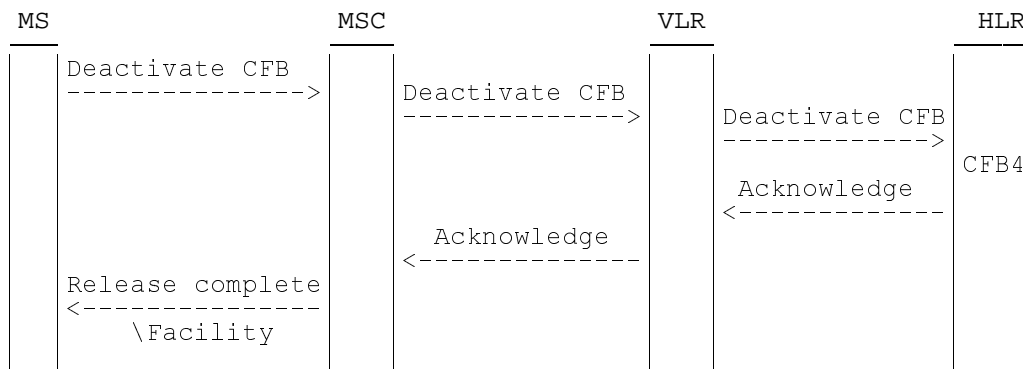 MS MSC VLR HLR
Deactivate CFB
--------------->
Deactivate CFB
-------------->
Deactivate CFB
------------->
CFB4
Acknowledge
<-------------
Acknowledge
<--------------
Release complete
<---------------
\Facility